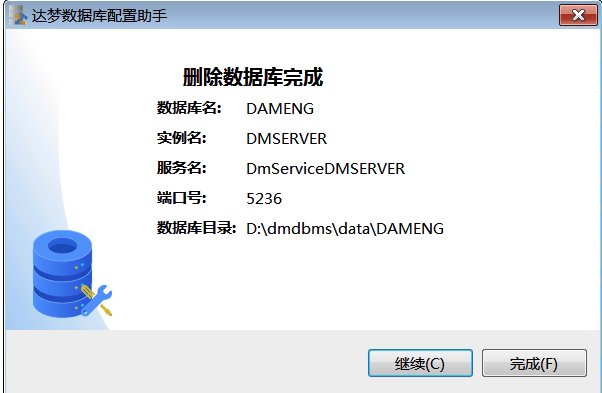 达梦数据库配置助手
删除数据库完成
数据库名: DAMENG
实例名: DMSERVER
服务名: DmServiceDMSERVER
端口号: 5236
数据库目录: D:\dmdbms\data\DAMENG
继续(C) 完成(F)